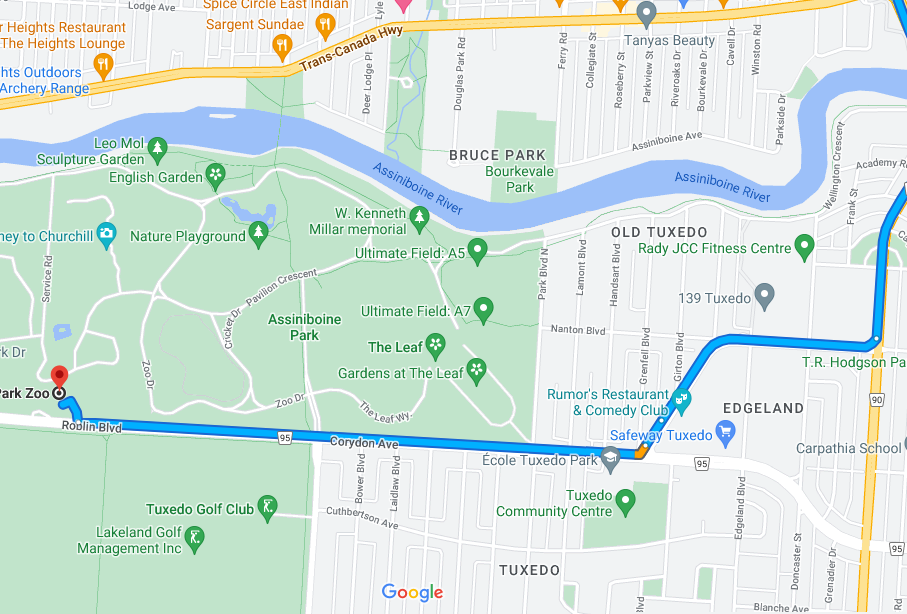 Lodge Ave
Spice Circle East Indian
Sargent Sundae
r Heights Restaurant
The Heights Lounge
Trans-Canada Hwy
Lyle
Tanyas Beauty
Ferry Rd
Collegiate St
Roseberry St
Parkview St
Riveroaks Dr
Bourkevale Dr
Cavell Dr
Winston Rd
ghts Outdoors
Archery Range
Deer Lodge Pl
Douglas Park Rd
Parkside Dr
Assiniboine Ave
BRUCE PARK
Bourkevale
Park
Leo Mol
Sculpture Garden
English Garden
Assiniboine River
Assiniboine River
Wellington Crescent
Academy R
Frank St
ney to Churchill
Nature Playground
W. Kenneth
Millar memorial
Ultimate Field: A5
OLD TUXEDO
Rady JCC Fitness Centre
Service Rd
Pavilion Crescent
Park Blvd N
Lamont Blvd
Handsart Blvd
139 Tuxedo
Cricket Dr
Assiniboine
Park
Ultimate Field: A7
Nanton Blvd
Grenfell Blvd
Girton Blvd
rk Dr
The Leaf
Gardens at The Leaf
T.R. Hodgson Pa
Park Zoo
Zoo Dr
Zoo Dr
The Leaf Wy.
Rumor's Restaurant
& Comedy Club
EDGELAND
90
Roblin Blvd
95
Corydon Ave
Safeway Tuxedo
École Tuxedo Park
95
Carpathia School
Bower Blvd
Laidlaw Blvd
Tuxedo
Community Centre
Edgeland Blvd
Tuxedo Golf Club
Cuthbertson Ave
Lakeland Golf
Management Inc
95
Doncaster St
Grenadier Dr
TUXEDO
Google
Blanche Ave